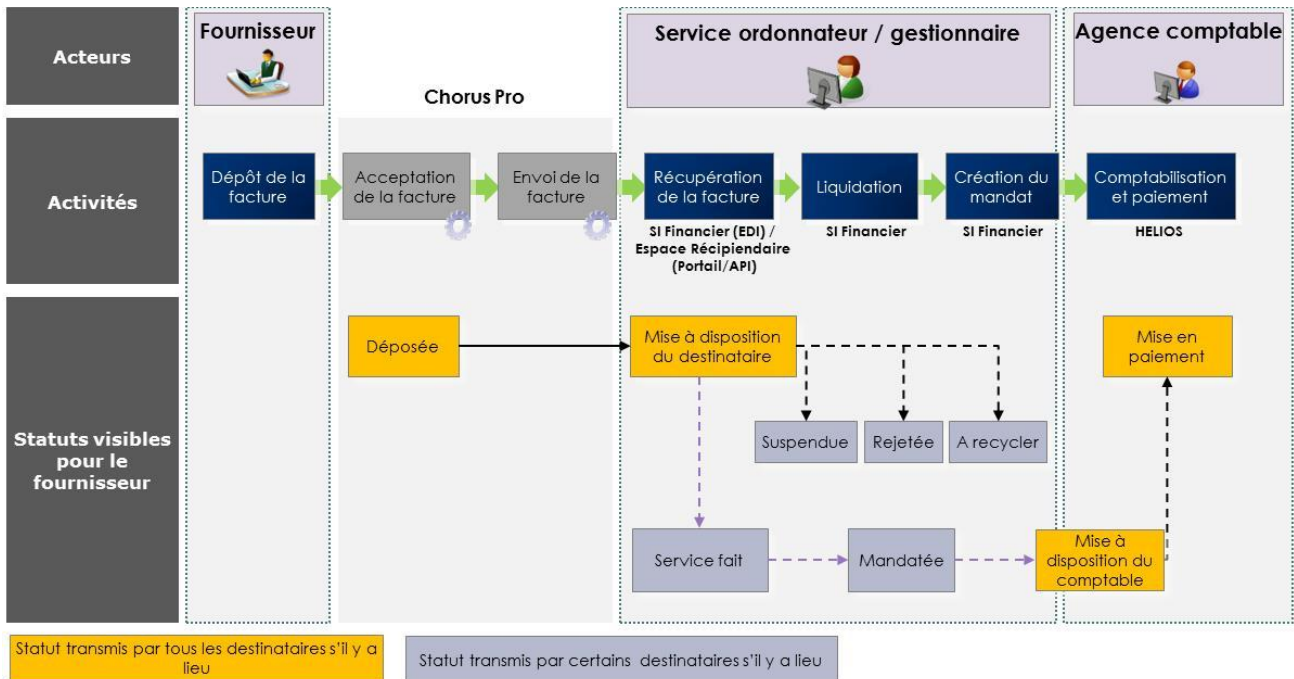 Acteurs
Fournisseur
Chorus Pro
Service ordonnateur / gestionnaire
Agence comptable
Activités
Dépôt de la
facture
Acceptation
de la facture
Envoi de la
facture
Récupération
de la facture
SI Financier (EDI) /
Espace Récipiendaire
(Portail/API)
Liquidation
SI Financier
Création du
mandat
SI Financier
Comptabilisation
et paiement
HELIOS
Statuts visibles
pour le
fournisseur
Déposée
Mise à disposition
du destinataire
Mise en
paiement
Suspendue
Rejetée
A recycler
Service fait
Mandatée
Mise à
disposition du
comptable
Statut transmis par tous les destinataires s'il y a
lieu
Statut transmis par certains destinataires s'il y a lieu